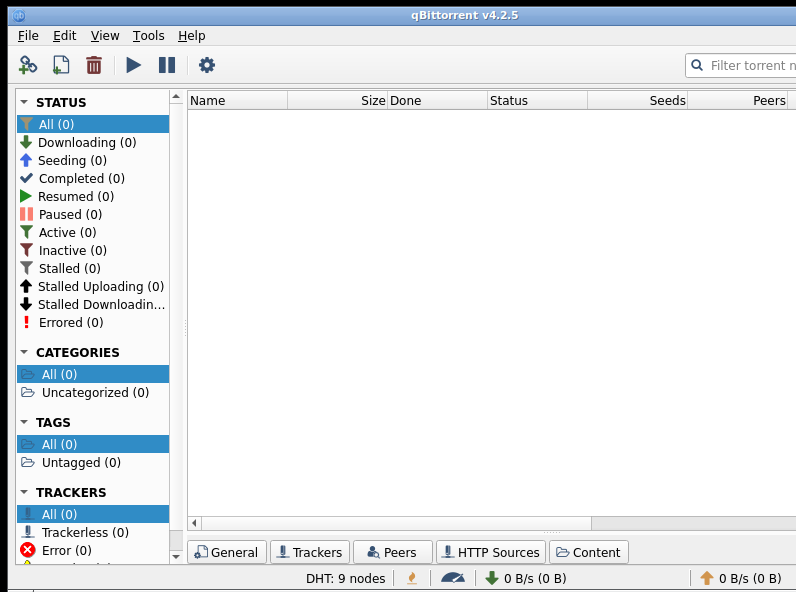 qBittorrent v4.2.5
File Edit View Tools Help
Filter torrent n
STATUS
All (0)
Downloading (0)
Seeding (0)
Completed (0)
Resumed (0)
Paused (0)
Active (0)
Inactive (0)
Stalled (0)
Stalled Uploading (0)
Stalled Downloadin...
Errored (0)
CATEGORIES
All (0)
Uncategorized (0)
TAGS
All (0)
Untagged (0)
TRACKERS
All (0)
Trackerless (0)
Error (0)
Name Size Done Status Seeds Peers
General Trackers Peers HTTP Sources Content
DHT: 9 nodes 0 B/s (0 B) 0 B/s (0 B)